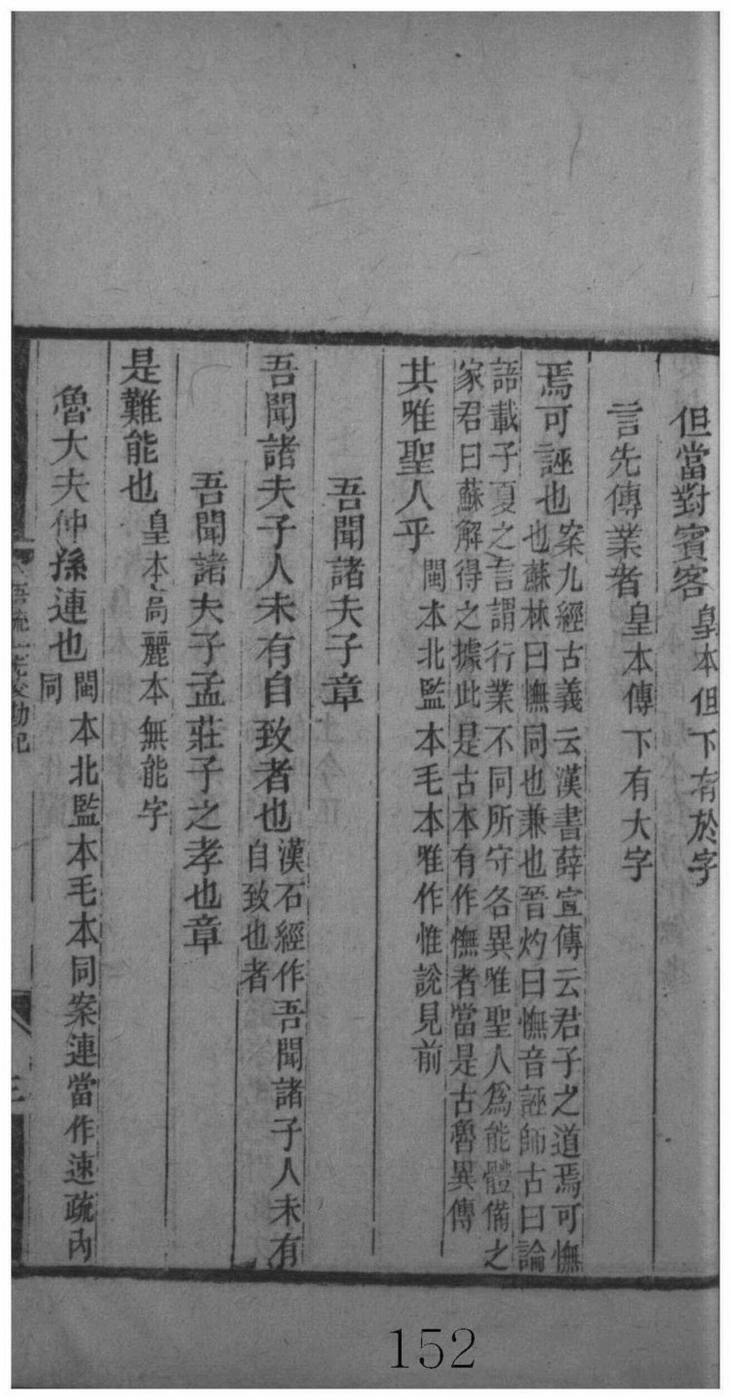 但當對賓客皇本但下有於字
言先傳業者皇本傳下有大字
焉可誣也案九經古義云漢書薛宣傳云君子之道焉可憮
也蘇林曰憮同也兼也晉灼曰憮音誣師古曰論
語載子夏之言謂行業不同所守各異唯聖人爲能體備之
家君曰蘇解得之據此是古本有作憮者當是古魯異傳
其唯聖人乎閩本北監本毛本唯作惟說見前
吾聞諸夫子章
吾聞諸夫子人未有自致者也漢石經作吾聞諸子人未有
自致也者
吾聞諸夫子孟莊子之孝也章
是難能也皇本高麗本無能字
魯大夫仲孫連也閩本北監本毛本同案連當作速疏內
同
152